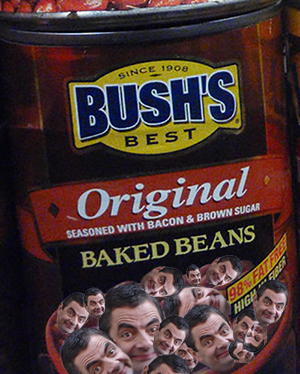 SINCE 1908
BUSH'S
BEST
Original
SEASONED WITH BACON & BROWN SUGAR
BAKED BEANS
98% FAT FREE
HIGH FIBER